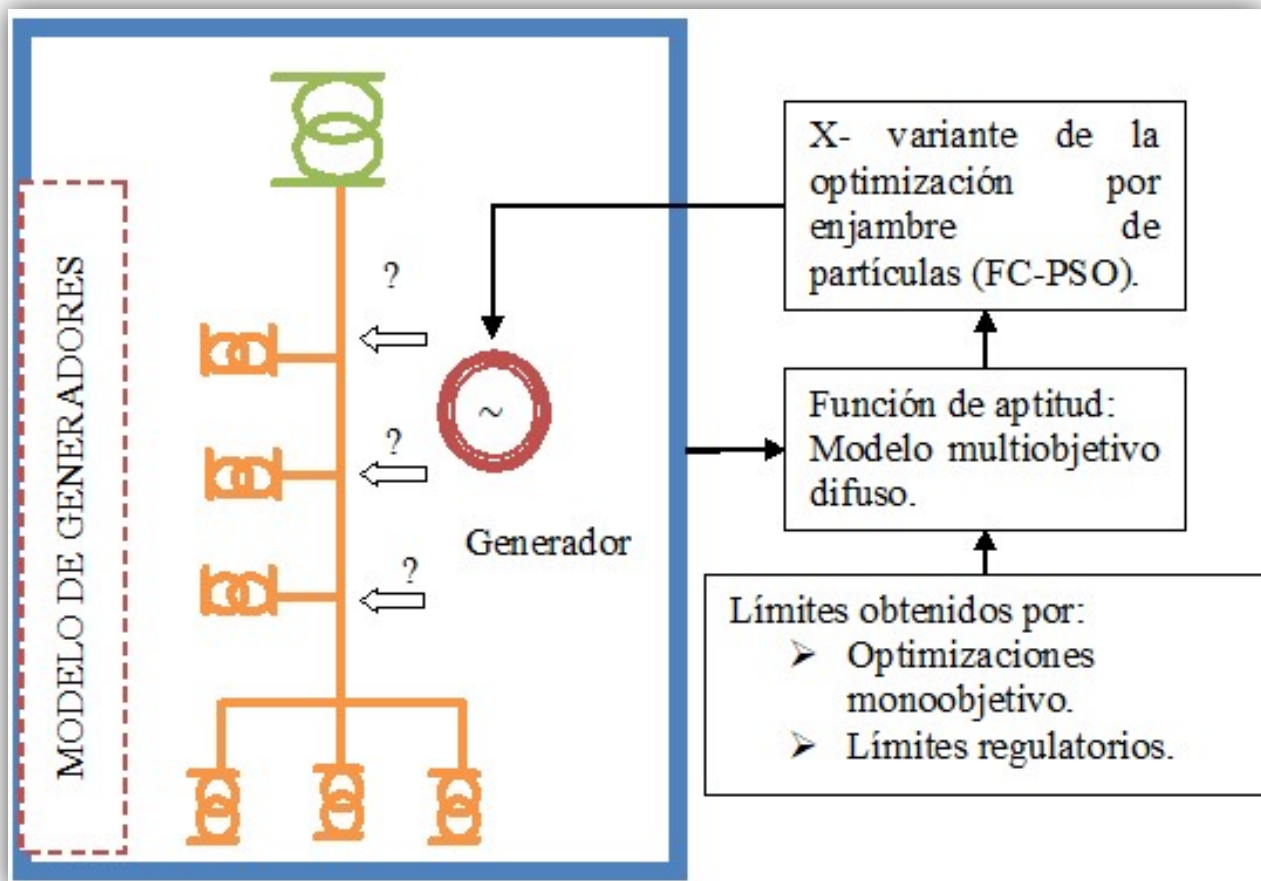 MODELO DE GENERADORES
?
?
?
~
Generador
X- variante de la
optimización por
enjambre de
partículas (FC-PSO).
Función de aptitud:
Modelo multiobjetivo
difuso.
Límites obtenidos por:
➢ Optimizaciones
monoobjetivo.
➢ Límites regulatorios.